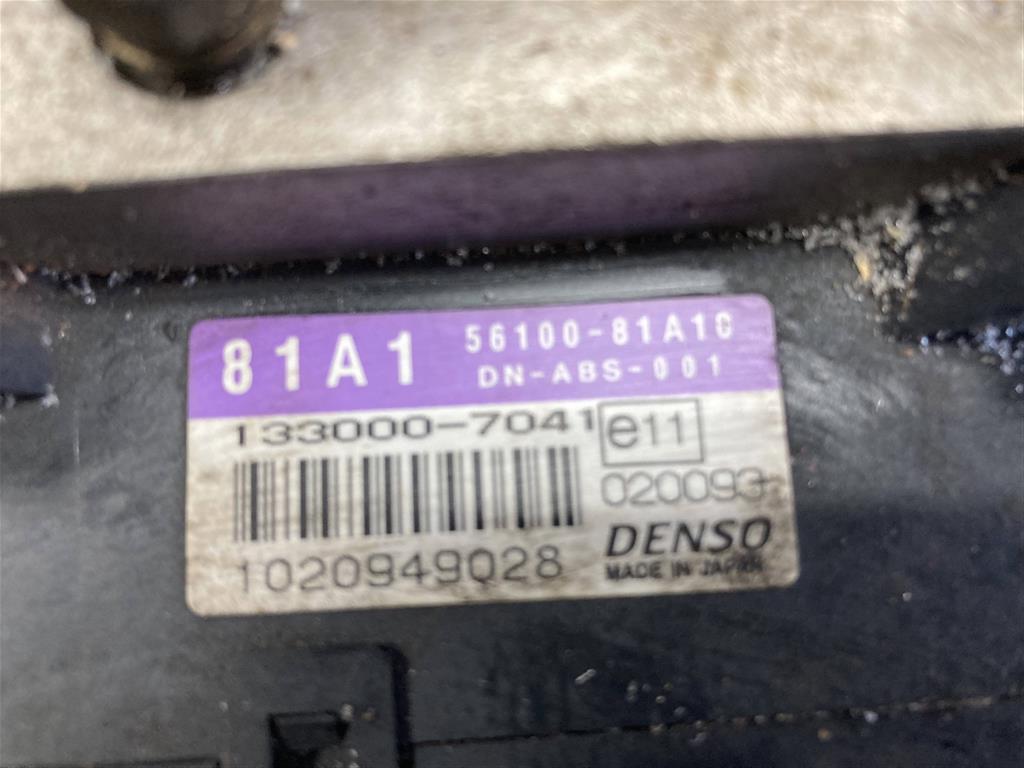 81A1 56100-81A10
DN-ABS-001
133000-7041
e11
020093
1020949028
DENSO
MADE IN JAPAN